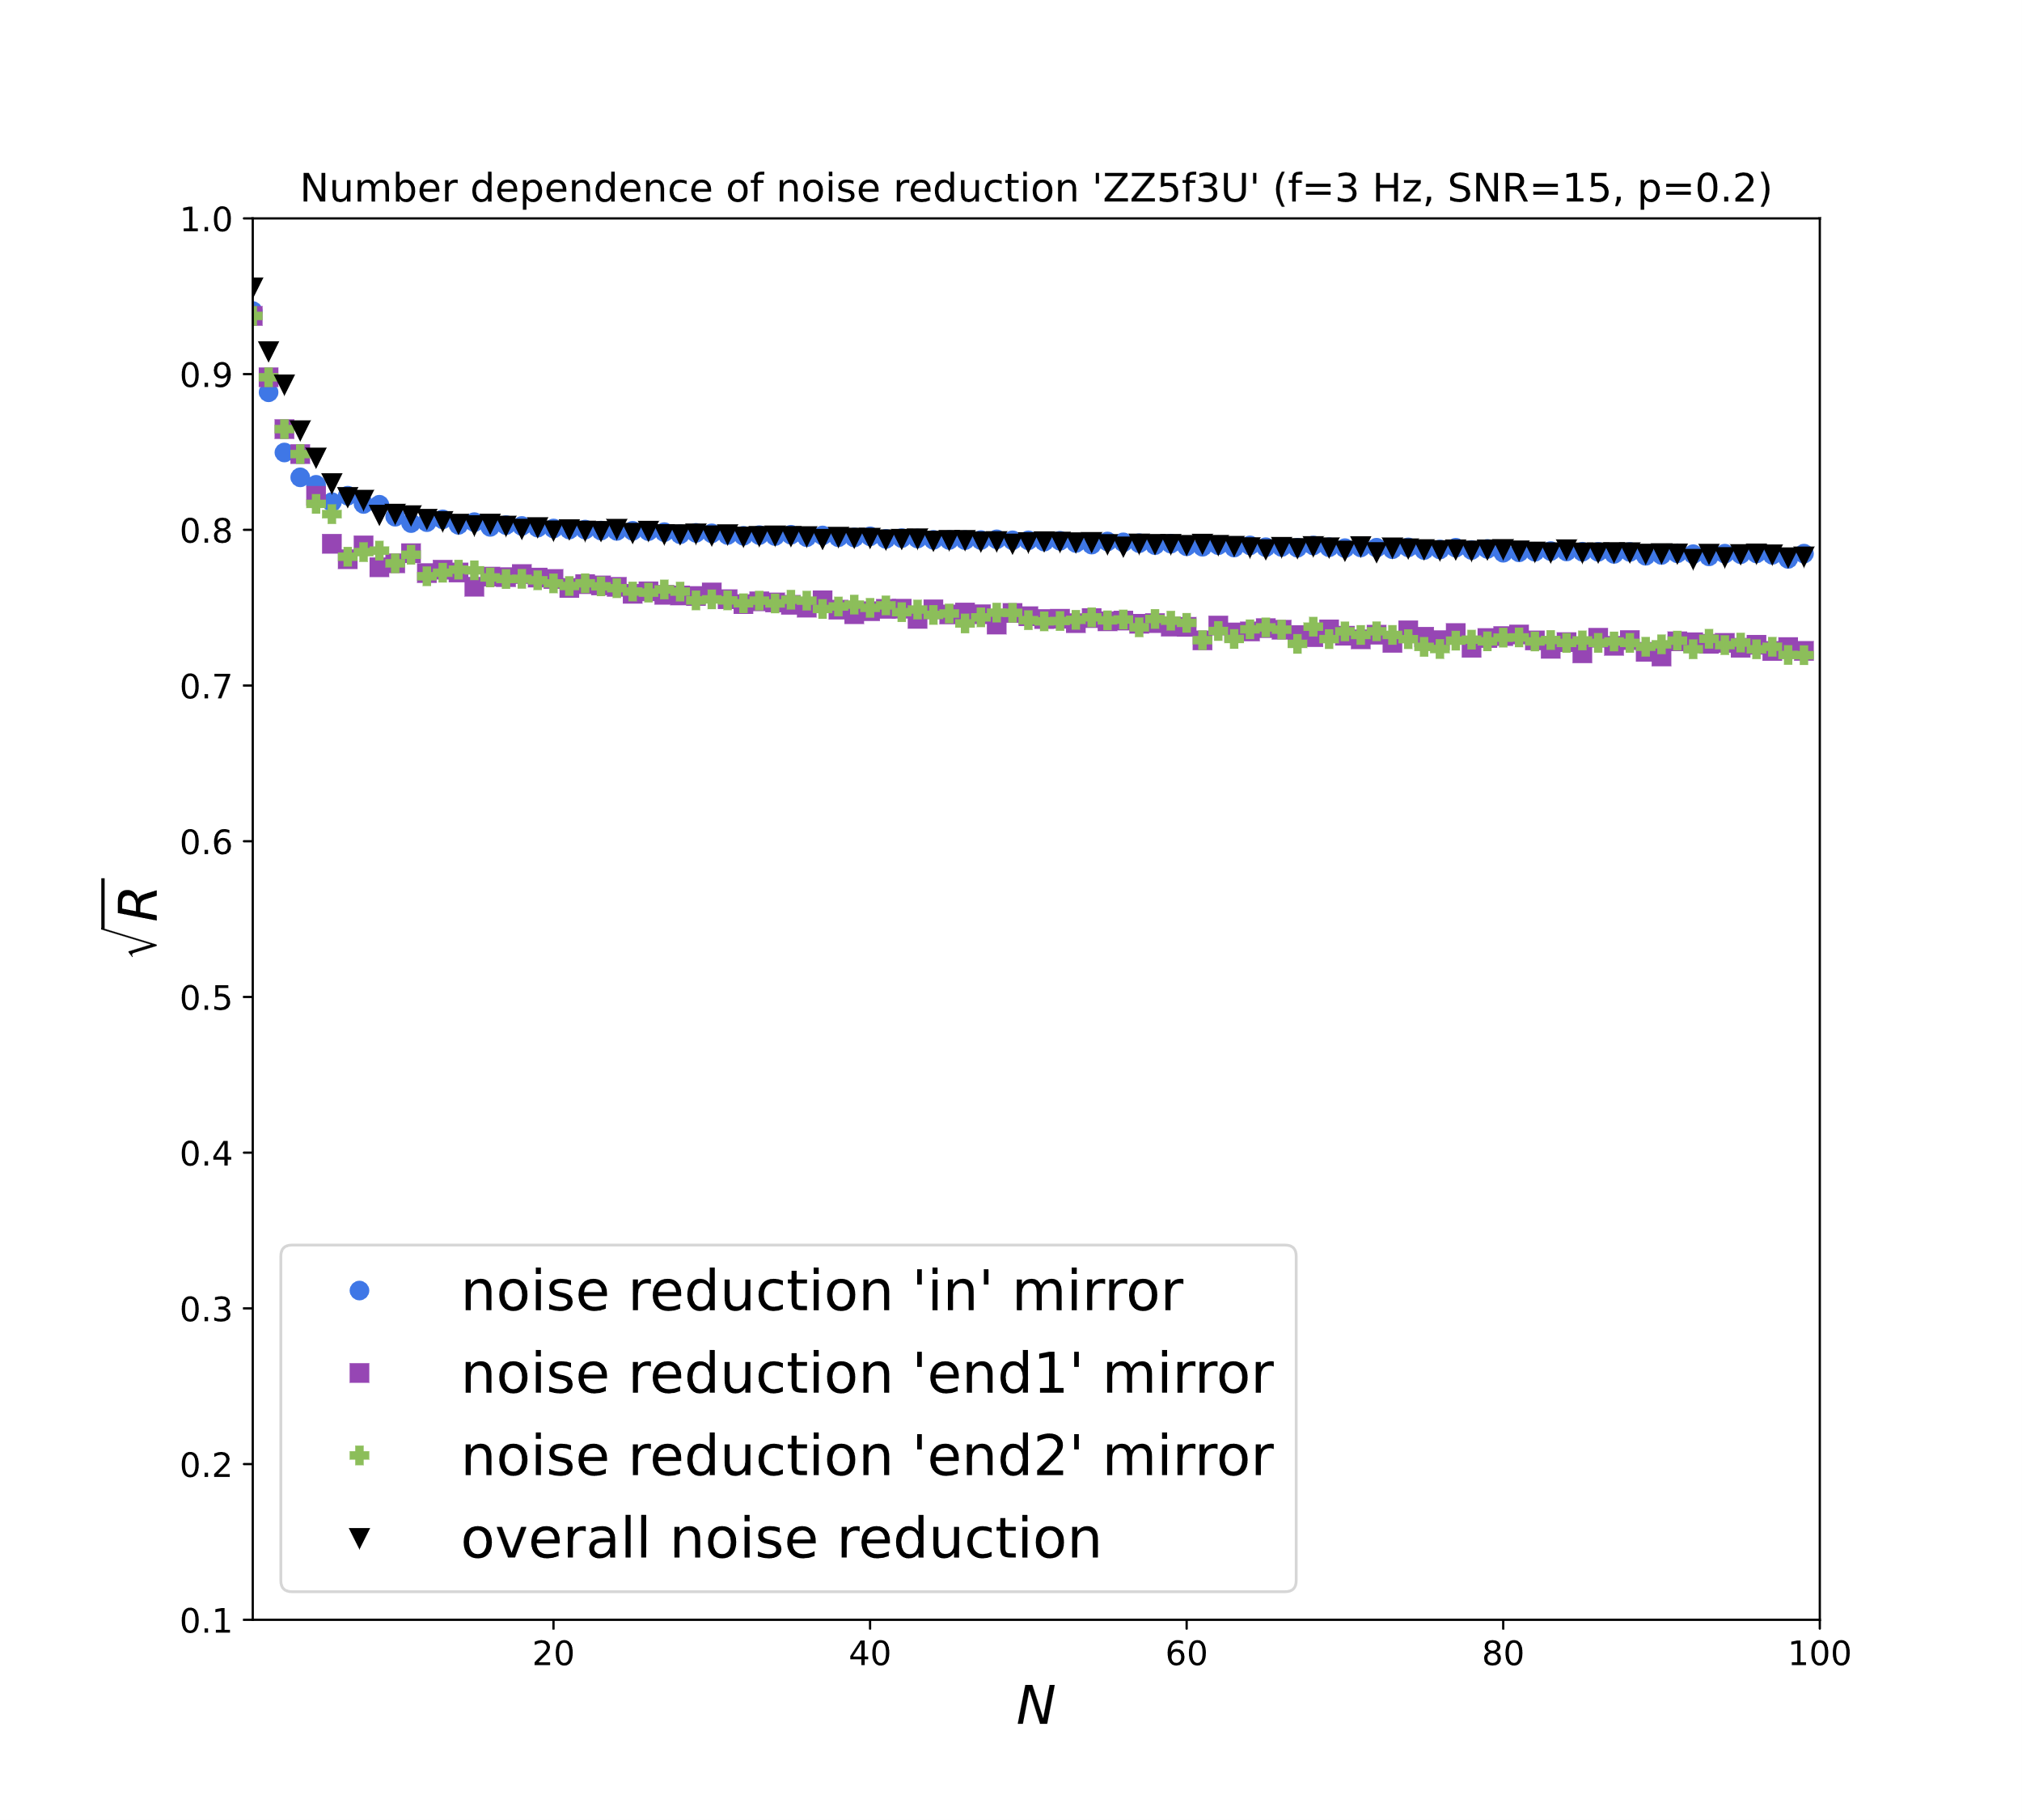 Number dependence of noise reduction 'ZZ5f3U' (f=3 Hz, SNR=15, p=0.2)
1.0
0.9
0.8
0.7
0.6
0.5
0.4
0.3
0.2
0.1
√R
noise reduction 'in' mirror
noise reduction 'end1' mirror
noise reduction 'end2' mirror
overall noise reduction
20 40 60 80 100
N